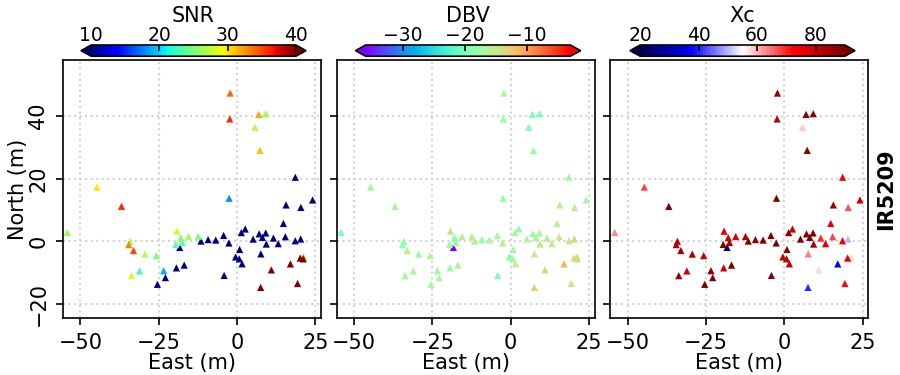 SNR DBV Xc
10 20 30 40 −30 −20 −10 20 40 60 80
North (m)
40
20
0
−20
IR5209
−50 −25 0 25 −50 −25 0 25 −50 −25 0 25
East (m) East (m) East (m)